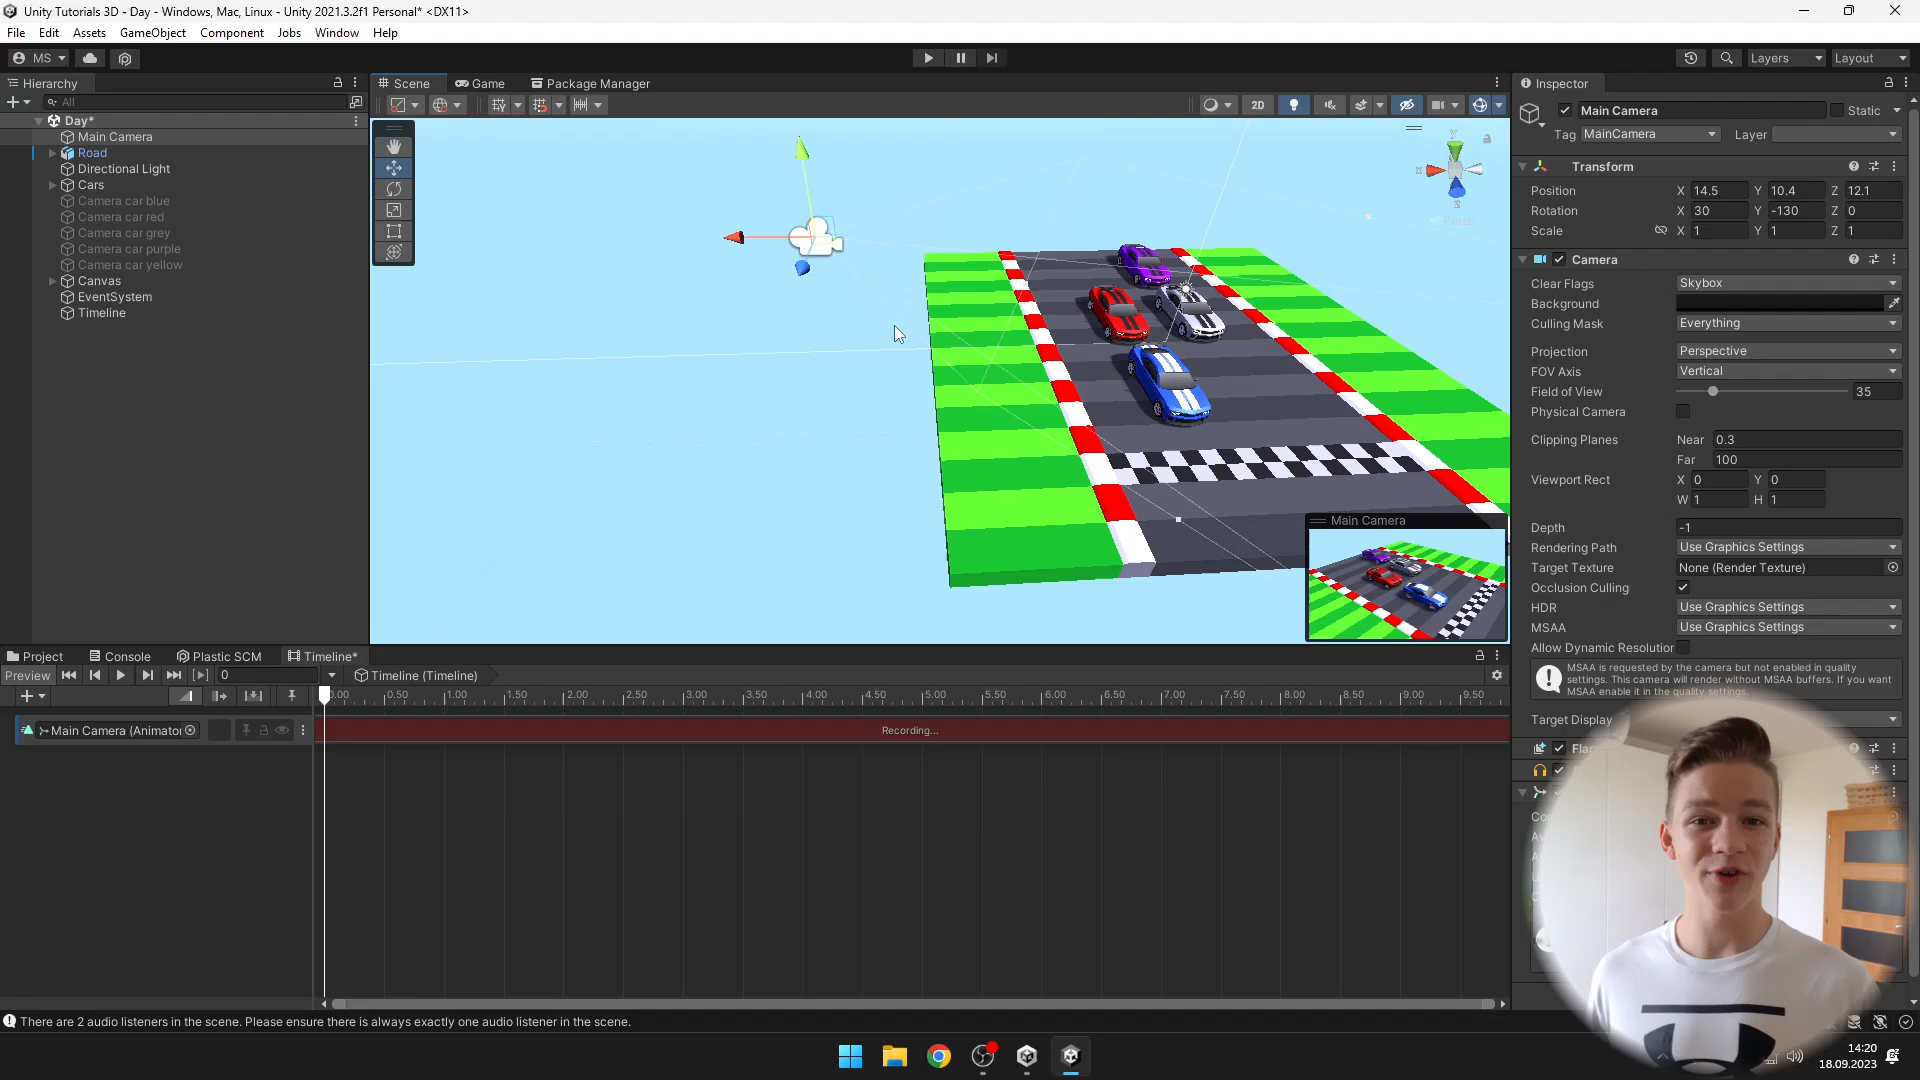 Unity Tutorials 3D - Day - Windows, Mac, Linux - Unity 2021.3.2f1 Personal* <DX11>
File Edit Assets GameObject Component Jobs Window Help
MS
Layers Layout
Hierarchy
All
Day*
Main Camera
Road
Directional Light
Cars
Camera car blue
Camera car red
Camera car grey
Camera car purple
Camera car yellow
Canvas
EventSystem
Timeline
Scene Game Package Manager
2D
y
x
z
Persp
Main Camera
Inspector
Main Camera Static
Tag MainCamera Layer
Transform
Position X 14.5 Y 10.4 Z 12.1
Rotation X 30 Y -130 Z 0
Scale X 1 Y 1 Z 1
Camera
Clear Flags Skybox
Background
Culling Mask Everything
Projection Perspective
FOV Axis Vertical
Field of View 35
Physical Camera
Clipping Planes Near 0.3
Far 100
Viewport Rect X 0 Y 0
W 1 H 1
Depth -1
Rendering Path Use Graphics Settings
Target Texture None (Render Texture)
Occlusion Culling
HDR Use Graphics Settings
MSAA Use Graphics Settings
Allow Dynamic Resolution
MSAA is requested by the camera but not enabled in quality
settings. This camera will render without MSAA buffers. If you want
MSAA enable it in the quality settings.
Target Display
Project Console Plastic SCM Timeline*
Preview 0 Timeline (Timeline)
0.00 0.50 1.00 1.50 2.00 2.50 3.00 3.50 4.00 4.50 5.00 5.50 6.00 6.50 7.00 7.50 8.00 8.50 9.00 9.50
Main Camera (Animator Recording...
There are 2 audio listeners in the scene. Please ensure there is always exactly one audio listener in the scene.
14:20
18.09.2023